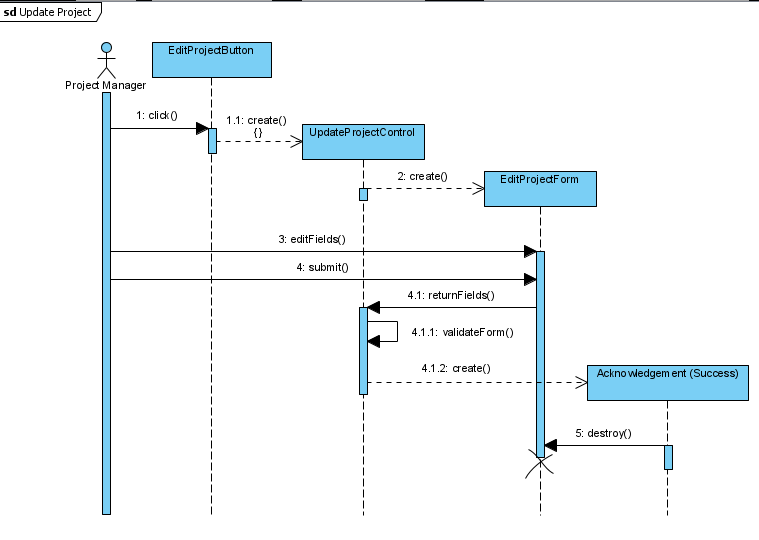 sd Update Project
EditProjectButton
Project Manager
1: click()
1.1: create()
{}
UpdateProjectControl
2: create()
EditProjectForm
3: editFields()
4: submit()
4.1: returnFields()
4.1.1: validateForm()
4.1.2: create()
Acknowledgement (Success)
5: destroy()